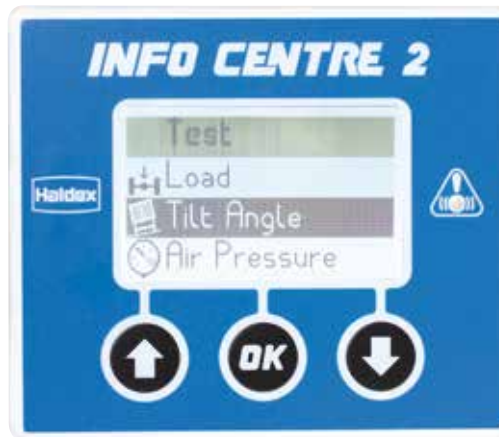 INFO CENTRE 2
Test
Load
Haldex
Tilt Angle
Air Pressure
OK